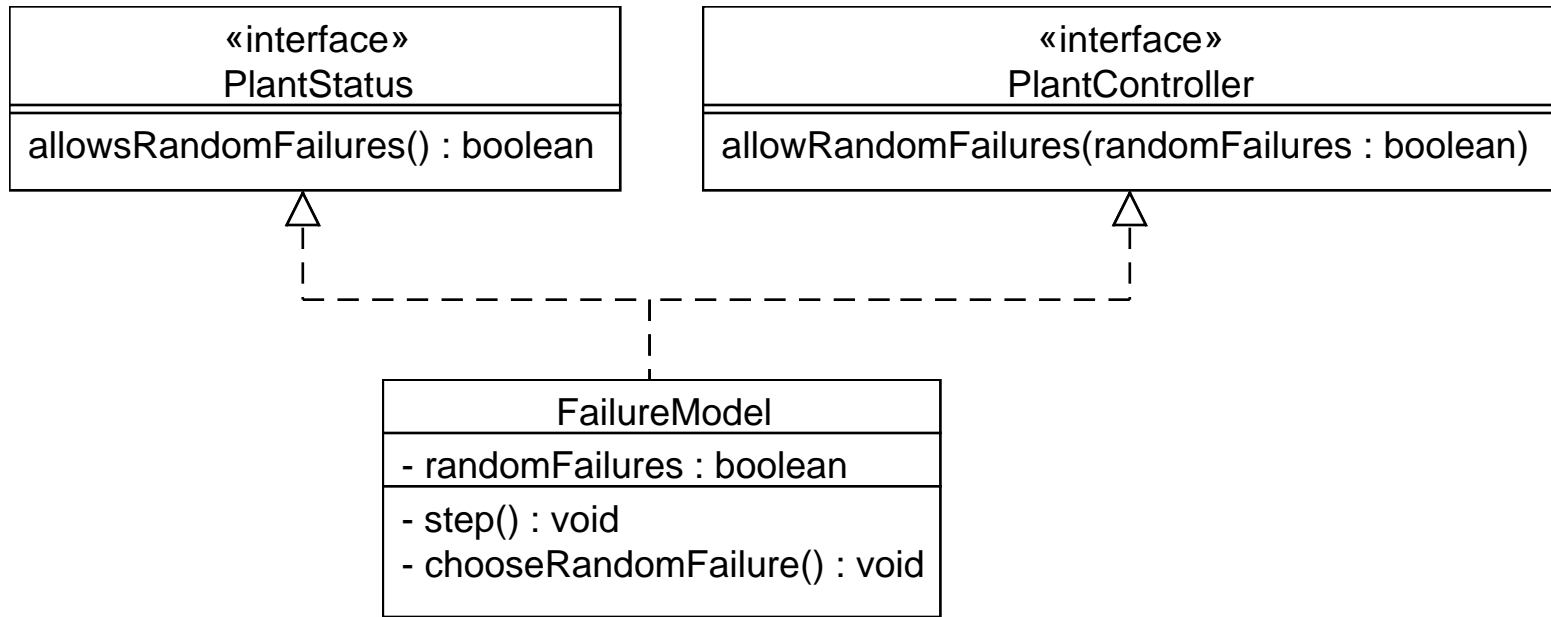 «interface»
PlantStatus
allowsRandomFailures() : boolean
«interface»
PlantController
allowRandomFailures(randomFailures : boolean)
FailureModel
- randomFailures : boolean
- step() : void
- chooseRandomFailure() : void